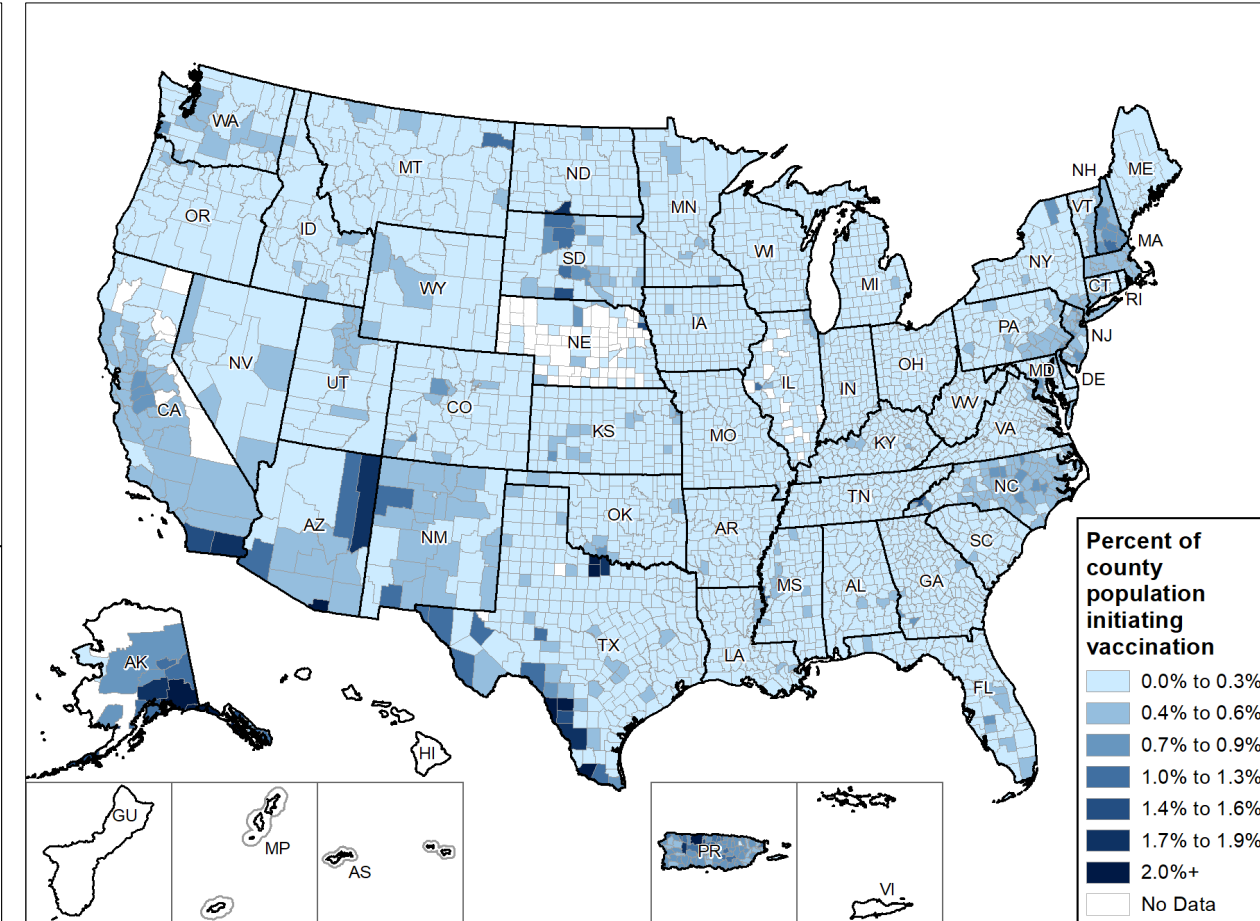 WA
MT
ND
MN
OR
ID
WY
SD
WI
MI
NH
ME
VT
MA
NY
CT
RI
NV
UT
CO
NE
IA
IL
IN
OH
PA
NJ
MD
DE
CA
KS
MO
KY
WV
VA
AZ
NM
OK
AR
TN
NC
SC
MS
AL
GA
TX
LA
FL
AK
HI
GU
MP
AS
PR
VI
Percent of
county
population
initiating
vaccination
0.0% to 0.3%
0.4% to 0.6%
0.7% to 0.9%
1.0% to 1.3%
1.4% to 1.6%
1.7% to 1.9%
2.0%+
No Data